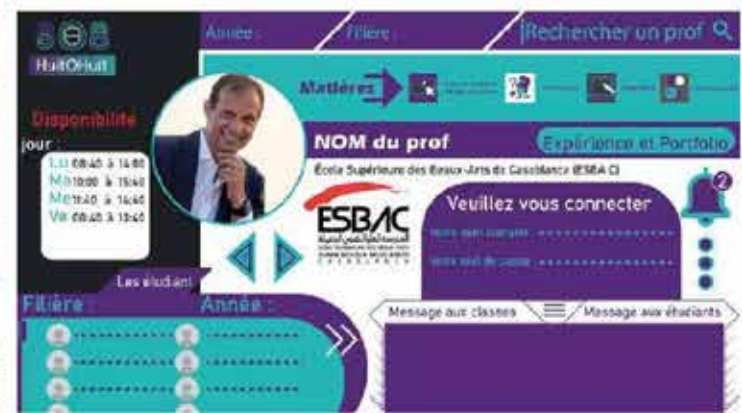 HuitOHuit
Année :
Filière :
Rechercher un prof
Matières
Disponibilité
jour :
Lu 08:40 à 14:00
Ma 10:00 à 15:40
Me 11:40 à 14:40
Ve 08:40 à 10:40
NOM du prof
Expérience et Portfolio
École Supérieure des Beaux-Arts de Casablanca (ESBA C)
ESBAC
Veuillez vous connecter
2
Les étudiant
Filière :
Année :
Message aux classes
Message aux étudiants